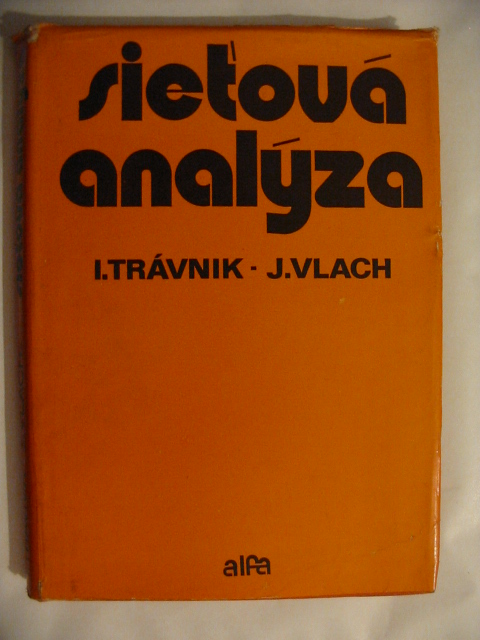 sieťová
analýza
I.TRÁVNIK - J.VLACH
alfa